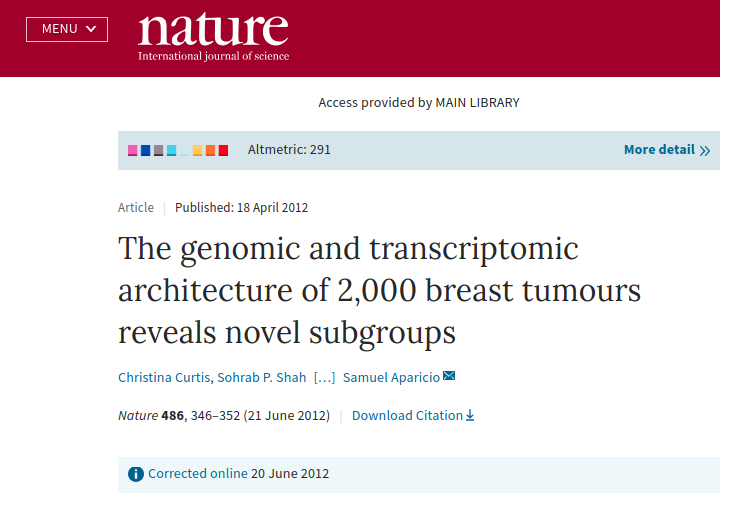 MENU
nature
International journal of science
Access provided by MAIN LIBRARY
Altmetric: 291
More detail
Article | Published: 18 April 2012
The genomic and transcriptomic
architecture of 2,000 breast tumours
reveals novel subgroups
Christina Curtis, Sohrab P. Shah [...] Samuel Aparicio
Nature 486, 346–352 (21 June 2012) | Download Citation
Corrected online 20 June 2012